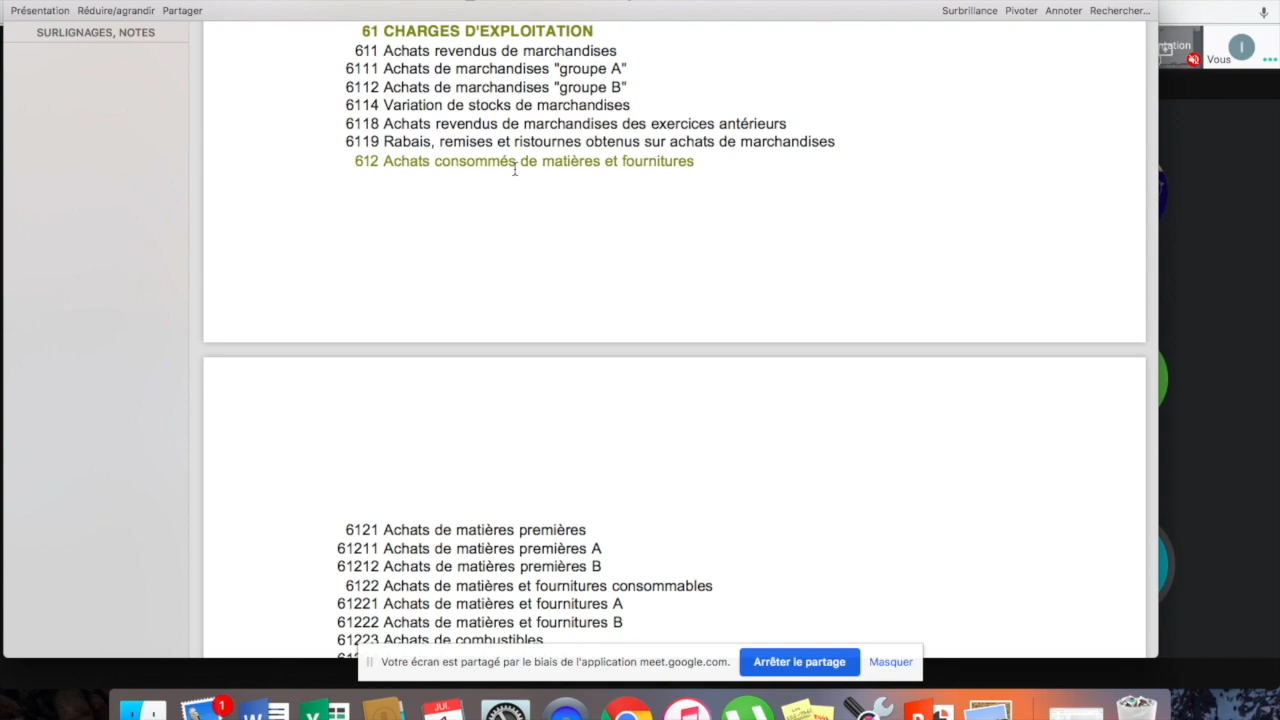 Présentation Réduire/agrandir Partager
Surbrillance Pivoter Annoter Rechercher...
SURLIGNAGES, NOTES
Vous
I
61 CHARGES D'EXPLOITATION
611 Achats revendus de marchandises
6111 Achats de marchandises "groupe A"
6112 Achats de marchandises "groupe B"
6114 Variation de stocks de marchandises
6118 Achats revendus de marchandises des exercices antérieurs
6119 Rabais, remises et ristournes obtenus sur achats de marchandises
612 Achats consommés de matières et fournitures
6121 Achats de matières premières
61211 Achats de matières premières A
61212 Achats de matières premières B
6122 Achats de matières et fournitures consommables
61221 Achats de matières et fournitures A
61222 Achats de matières et fournitures B
61223 Achats de combustibles
Votre écran est partagé par le biais de l'application meet.google.com.
Arrêter le partage
Masquer
1
JUIL.